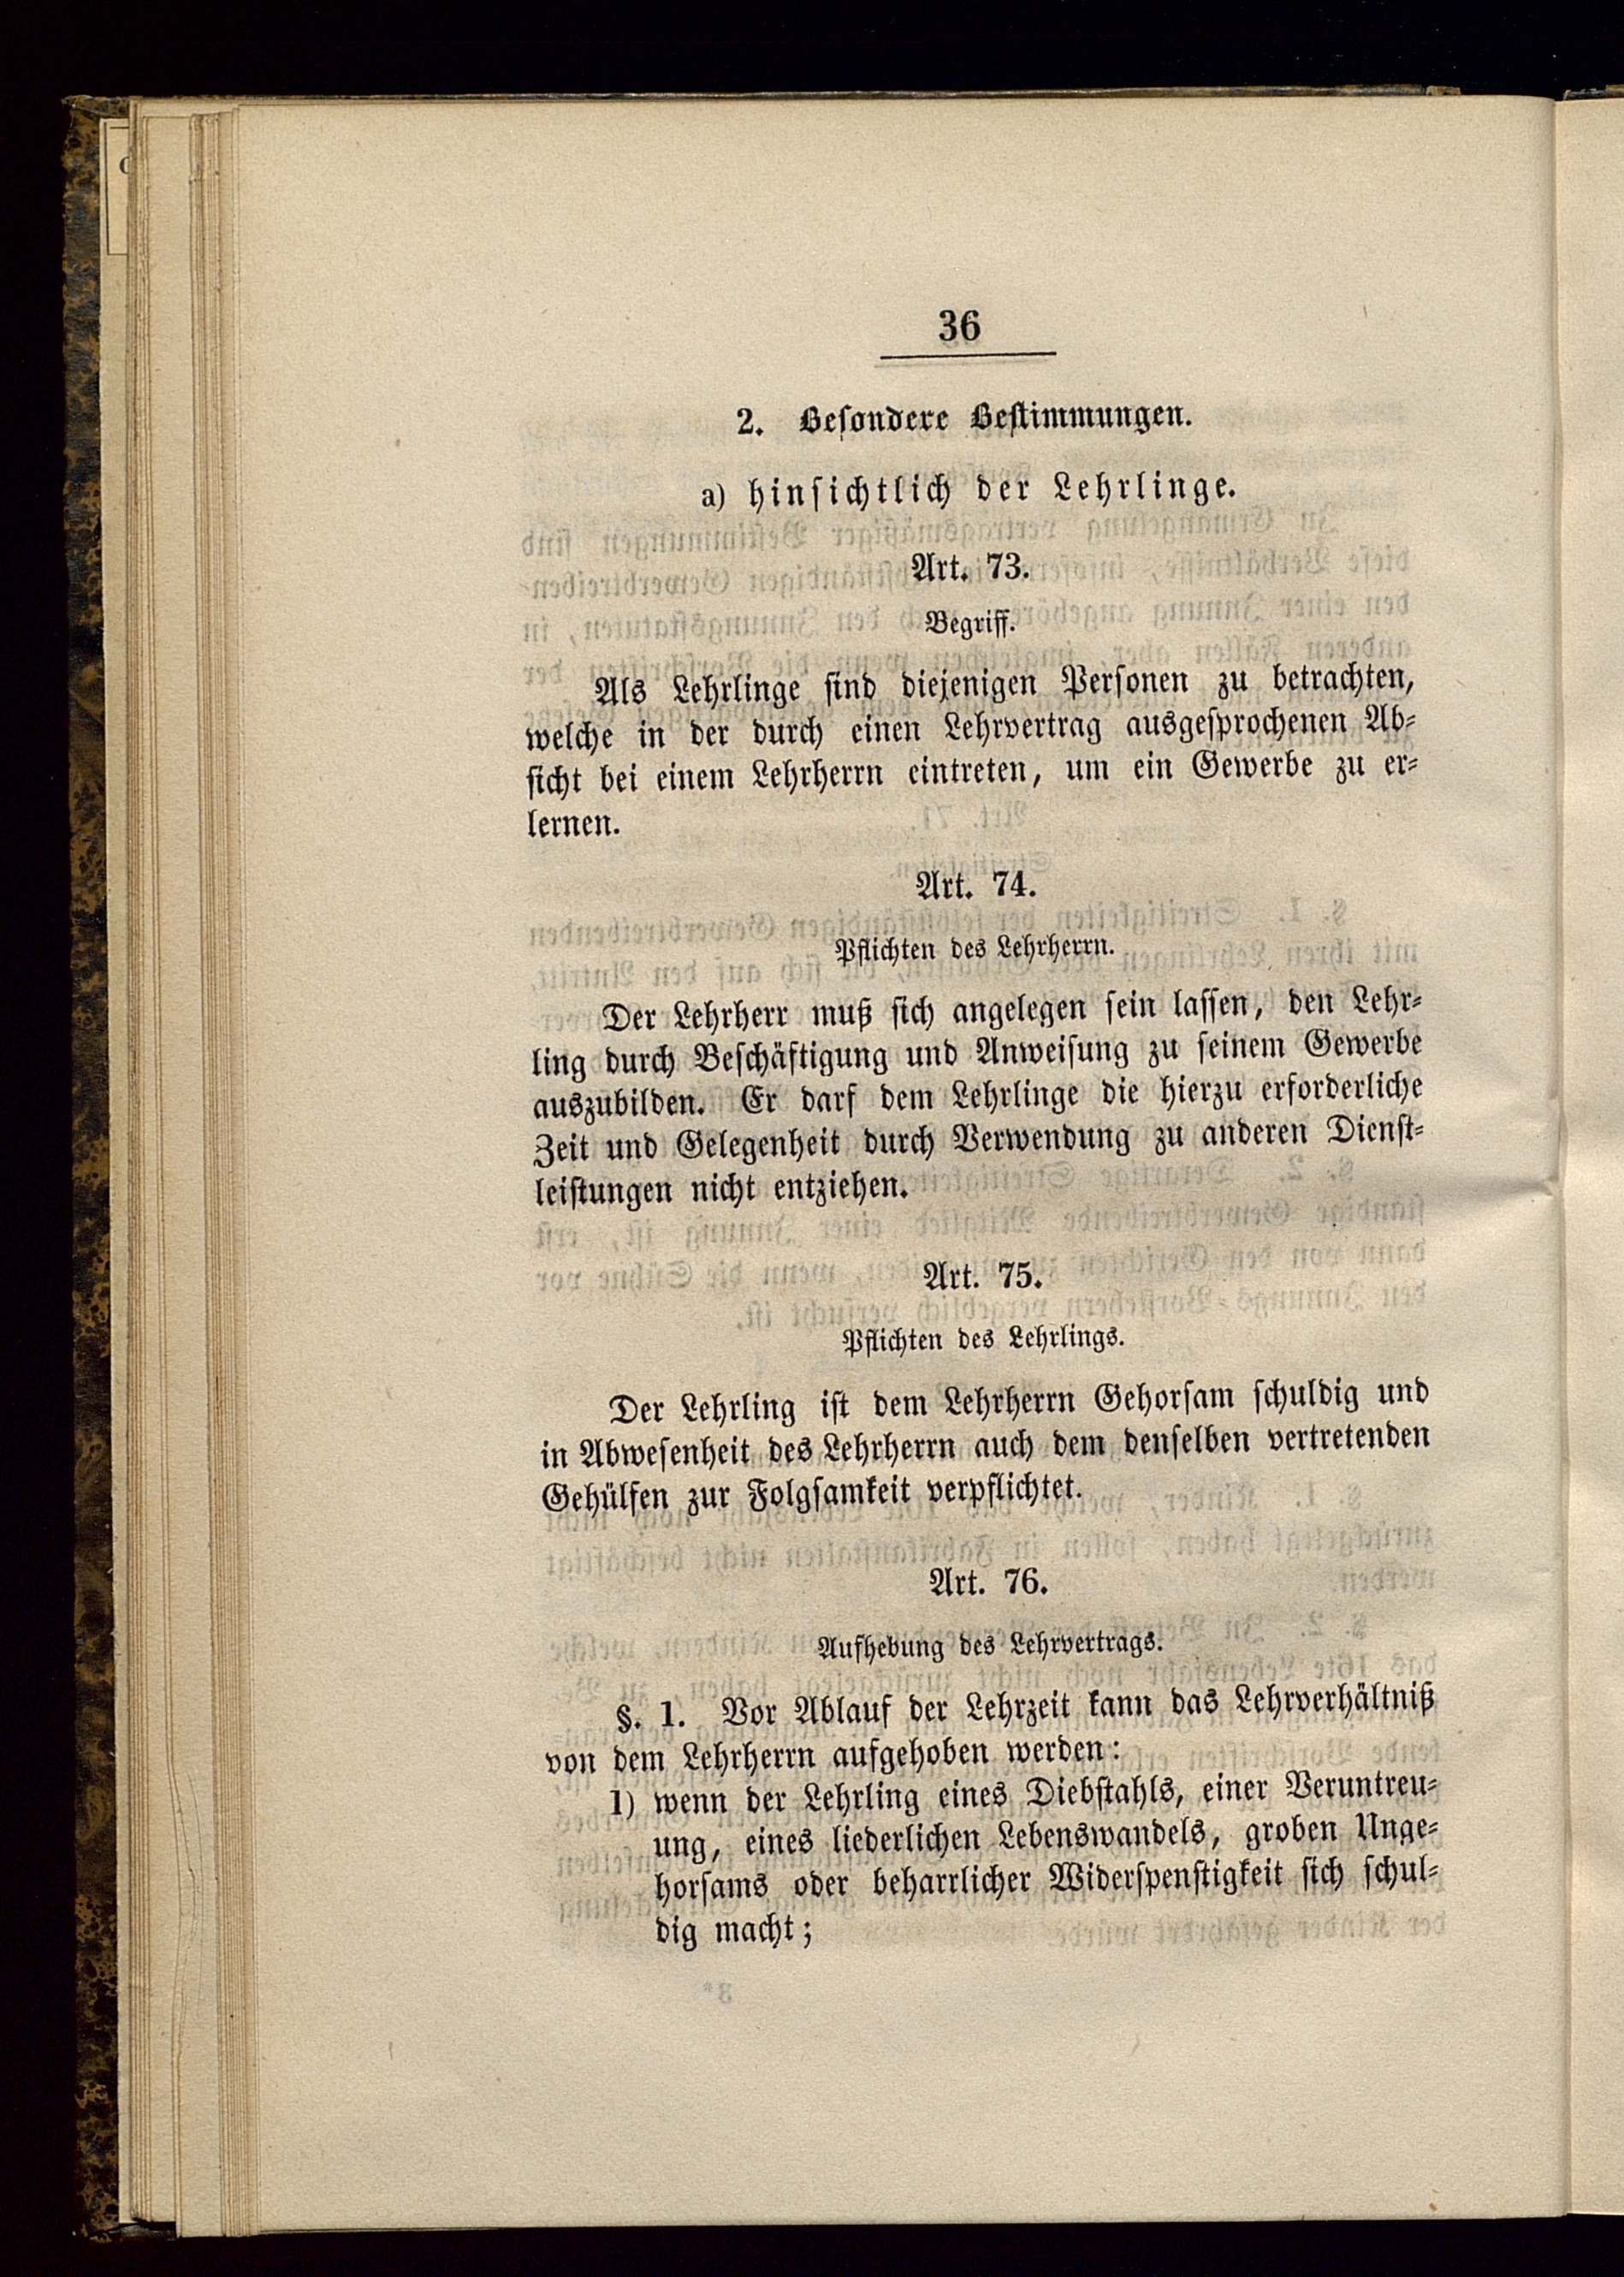 36
2. Besondere Bestimmungen.
a) hinsichtlich der Lehrlinge.
Art. 73.
Begriff.
Als Lehrlinge sind diejenigen Personen zu betrachten,
welche in der durch einen Lehrvertrag ausgesprochenen Ab-
sicht bei einem Lehrherrn eintreten, um ein Gewerbe zu er-
lernen.
Art. 74.
Pflichten des Lehrherrn.
Der Lehrherr muß sich angelegen sein lassen, den Lehr-
ling durch Beschäftigung und Anweisung zu seinem Gewerbe
auszubilden. Er darf dem Lehrlinge die hierzu erforderliche
Zeit und Gelegenheit durch Verwendung zu anderen Dienst-
leistungen nicht entziehen.
Art. 75.
Pflichten des Lehrlings.
Der Lehrling ist dem Lehrherrn Gehorsam schuldig und
in Abwesenheit des Lehrherrn auch dem denselben vertretenden
Gehülfen zur Folgsamkeit verpflichtet.
Art. 76.
Aufhebung des Lehrvertrags.
§. 1. Vor Ablauf der Lehrzeit kann das Lehrverhältniß
von dem Lehrherrn aufgehoben werden:
1) wenn der Lehrling eines Diebstahls, einer Veruntreu-
ung, eines liederlichen Lebenswandels, groben Unge-
horsams oder beharrlicher Widerspenstigkeit sich schul-
dig macht;